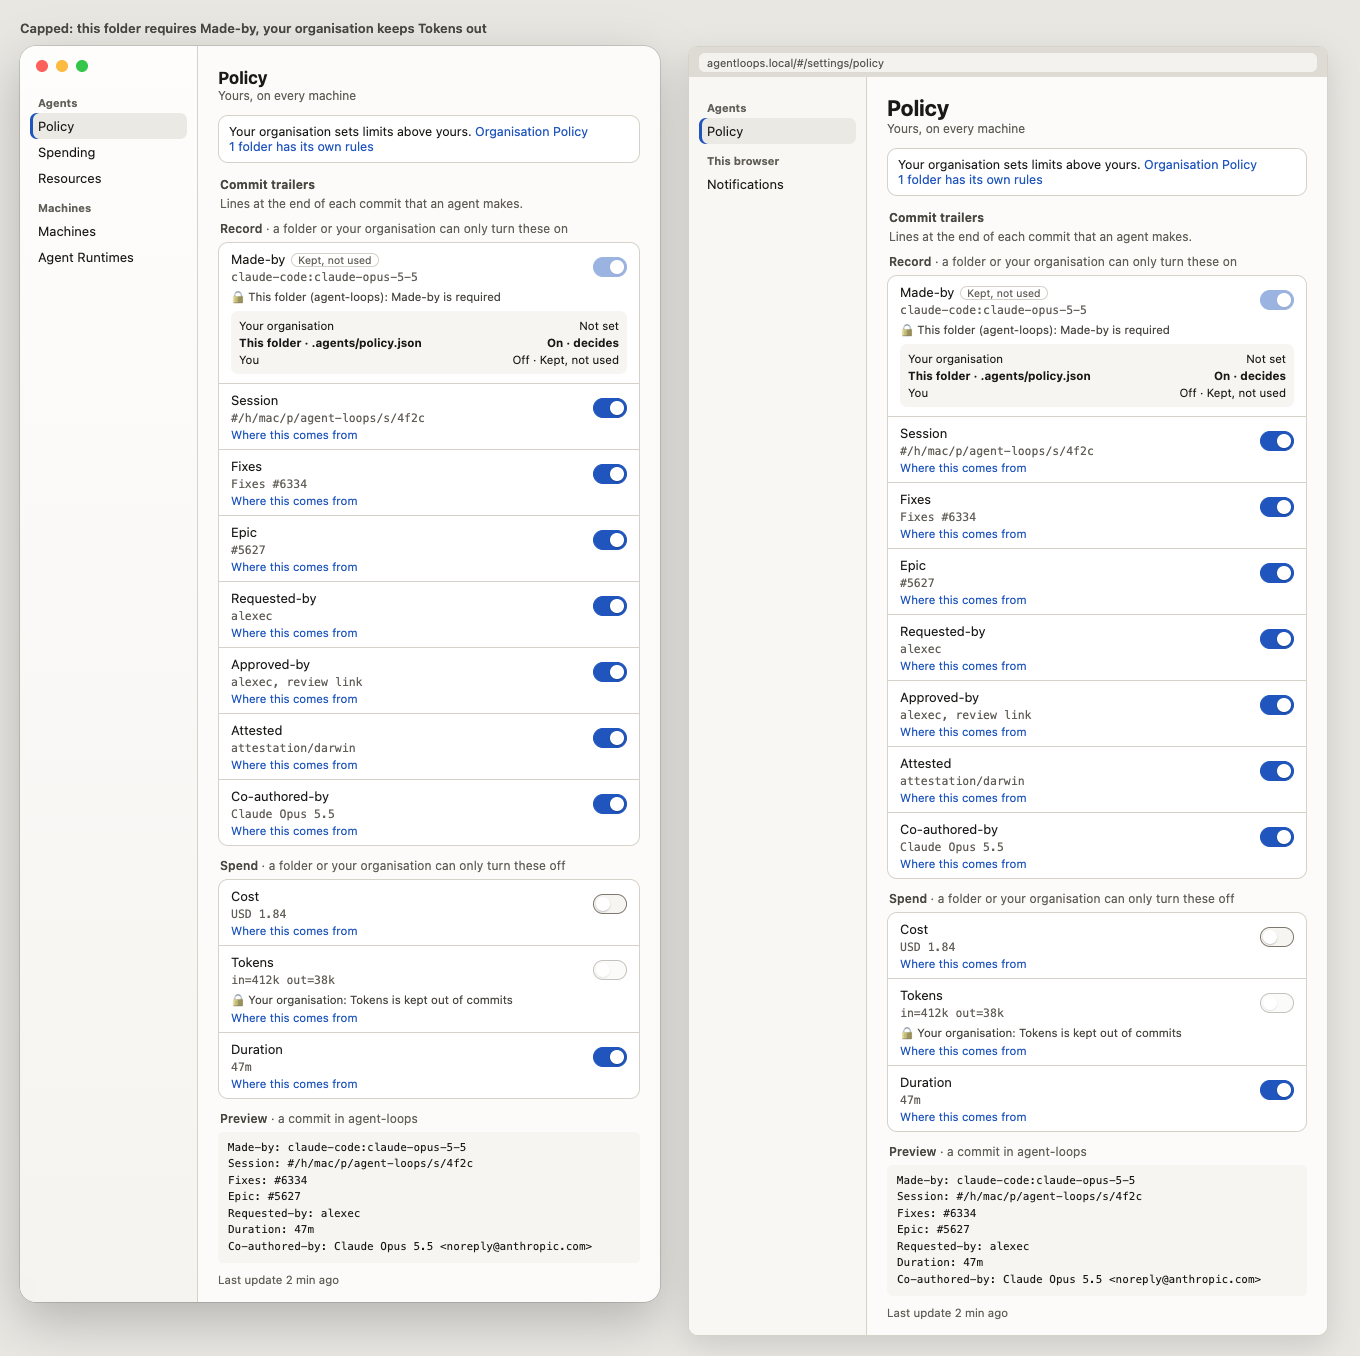 Capped: this folder requires Made-by, your organisation keeps Tokens out
Agents
Policy
Spending
Resources
Machines
Machines
Agent Runtimes
Policy
Yours, on every machine
Your organisation sets limits above yours. Organisation Policy
1 folder has its own rules
Commit trailers
Lines at the end of each commit that an agent makes.
Record · a folder or your organisation can only turn these on
Made-by Kept, not used
claude-code:claude-opus-5-5
This folder (agent-loops): Made-by is required
Your organisation Not set
This folder · .agents/policy.json On · decides
You Off · Kept, not used
Session
#/h/mac/p/agent-loops/s/4f2c
Where this comes from
Fixes
Fixes #6334
Where this comes from
Epic
#5627
Where this comes from
Requested-by
alexec
Where this comes from
Approved-by
alexec, review link
Where this comes from
Attested
attestation/darwin
Where this comes from
Co-authored-by
Claude Opus 5.5
Where this comes from
Spend · a folder or your organisation can only turn these off
Cost
USD 1.84
Where this comes from
Tokens
in=412k out=38k
Your organisation: Tokens is kept out of commits
Where this comes from
Duration
47m
Where this comes from
Preview · a commit in agent-loops
Made-by: claude-code:claude-opus-5-5
Session: #/h/mac/p/agent-loops/s/4f2c
Fixes: #6334
Epic: #5627
Requested-by: alexec
Duration: 47m
Co-authored-by: Claude Opus 5.5 <noreply@anthropic.com>
Last update 2 min ago
agentloops.local/#/settings/policy
Agents
Policy
This browser
Notifications
Policy
Yours, on every machine
Your organisation sets limits above yours. Organisation Policy
1 folder has its own rules
Commit trailers
Lines at the end of each commit that an agent makes.
Record · a folder or your organisation can only turn these on
Made-by Kept, not used
claude-code:claude-opus-5-5
This folder (agent-loops): Made-by is required
Your organisation Not set
This folder · .agents/policy.json On · decides
You Off · Kept, not used
Session
#/h/mac/p/agent-loops/s/4f2c
Where this comes from
Fixes
Fixes #6334
Where this comes from
Epic
#5627
Where this comes from
Requested-by
alexec
Where this comes from
Approved-by
alexec, review link
Where this comes from
Attested
attestation/darwin
Where this comes from
Co-authored-by
Claude Opus 5.5
Where this comes from
Spend · a folder or your organisation can only turn these off
Cost
USD 1.84
Where this comes from
Tokens
in=412k out=38k
Your organisation: Tokens is kept out of commits
Where this comes from
Duration
47m
Where this comes from
Preview · a commit in agent-loops
Made-by: claude-code:claude-opus-5-5
Session: #/h/mac/p/agent-loops/s/4f2c
Fixes: #6334
Epic: #5627
Requested-by: alexec
Duration: 47m
Co-authored-by: Claude Opus 5.5 <noreply@anthropic.com>
Last update 2 min ago